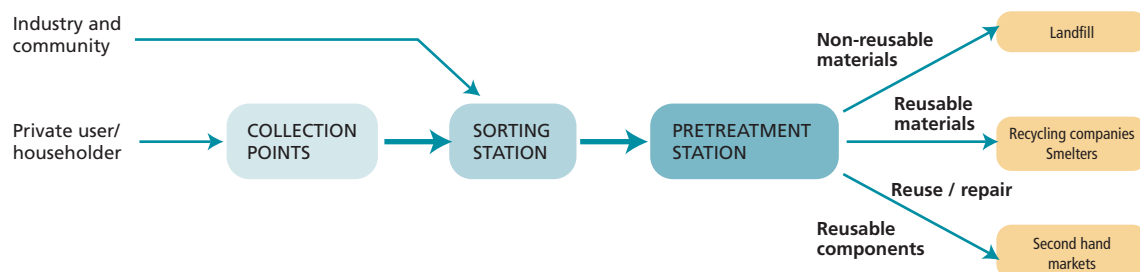 Industry and
community
Private user/
householder
COLLECTION
POINTS
SORTING
STATION
PRETREATMENT
STATION
Non-reusable
materials
Landfill
Reusable
materials
Recycling companies
Smelters
Reuse / repair
Reusable
components
Second hand
markets